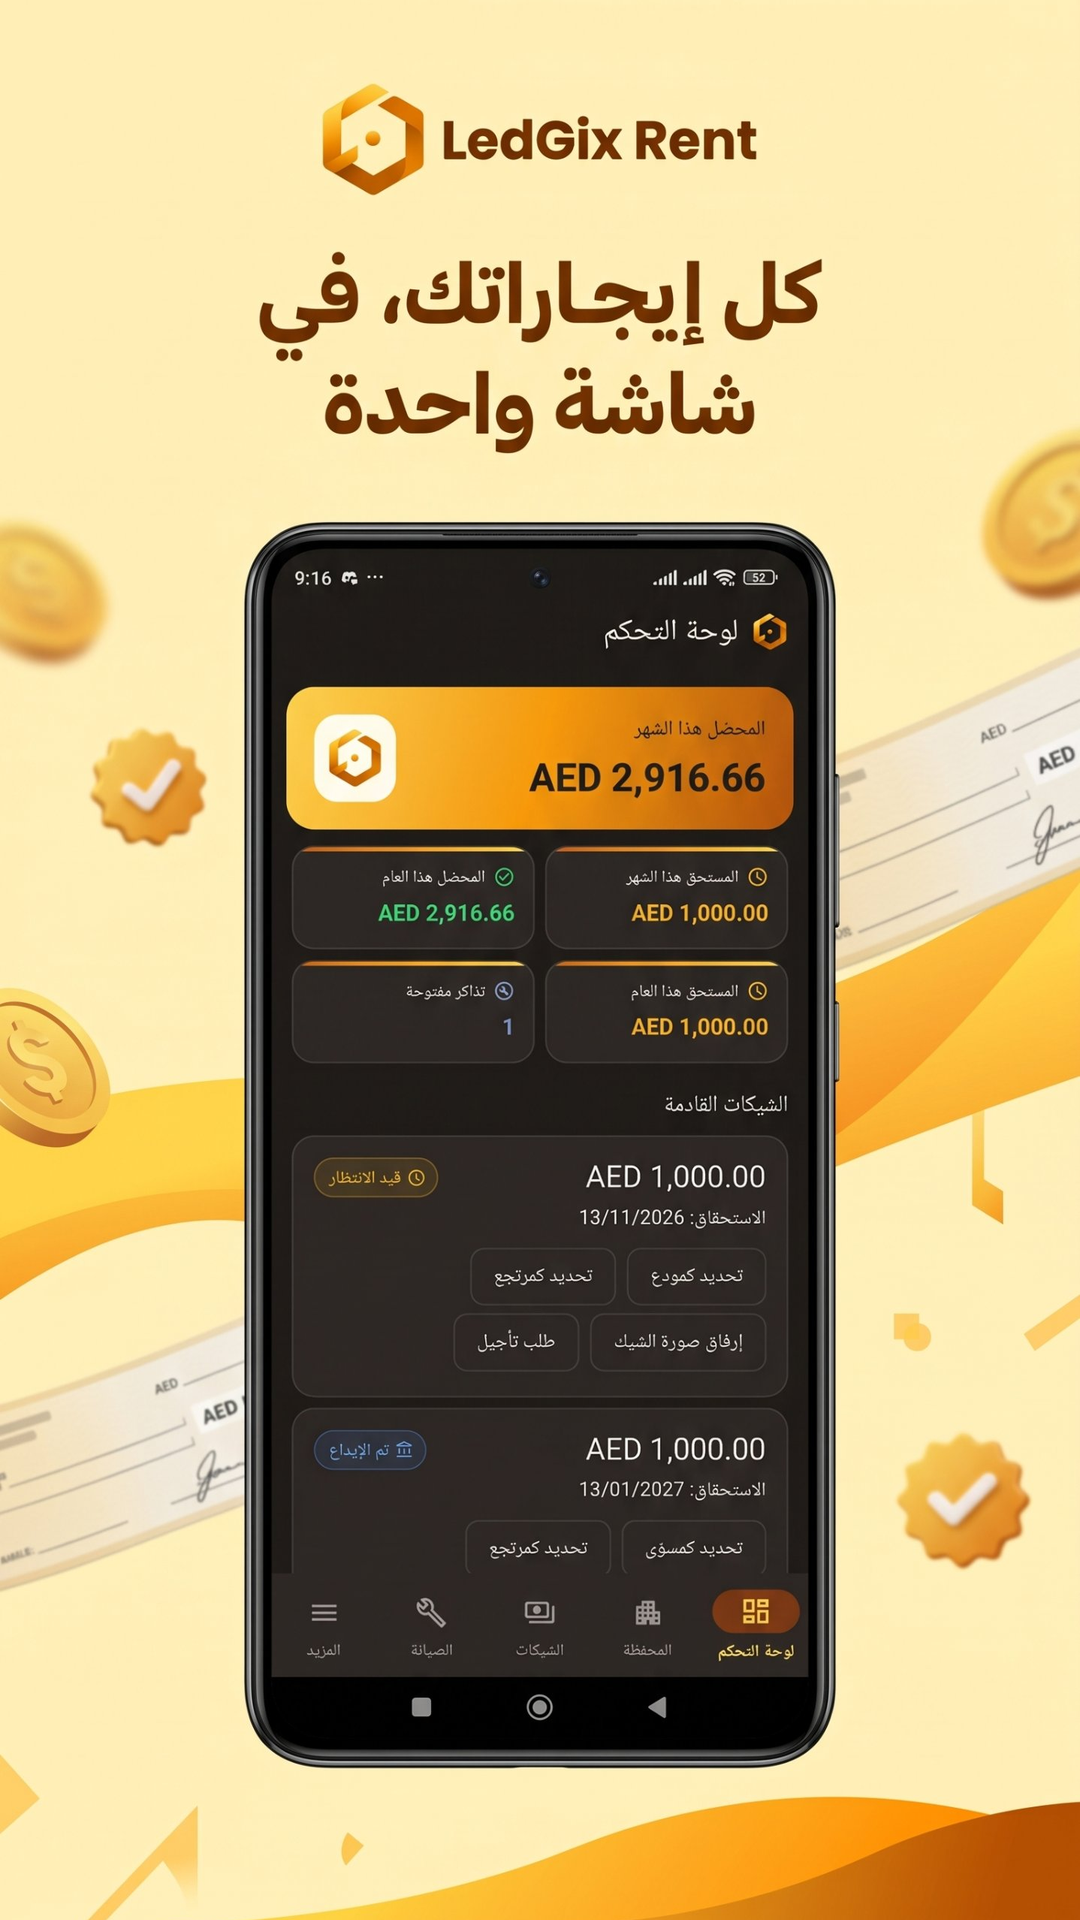 LedGix Rent
كل إيجاراتك، في
شاشة واحدة
9:16
52
لوحة التحكم
المحصّل هذا الشهر
AED 2,916.66
المستحق هذا الشهر
AED 1,000.00
المحصّل هذا العام
AED 2,916.66
المستحق هذا العام
AED 1,000.00
تذاكر مفتوحة
1
الشيكات القادمة
AED 1,000.00
قيد الانتظار
الاستحقاق: 13/11/2026
تحديد كمودع
تحديد كمرتجع
إرفاق صورة الشيك
طلب تأجيل
AED 1,000.00
تم الإيداع
الاستحقاق: 13/01/2027
تحديد كمسوّى
تحديد كمرتجع
لوحة التحكم
المحفظة
الشيكات
الصيانة
المزيد
AED
AED
AED
AED